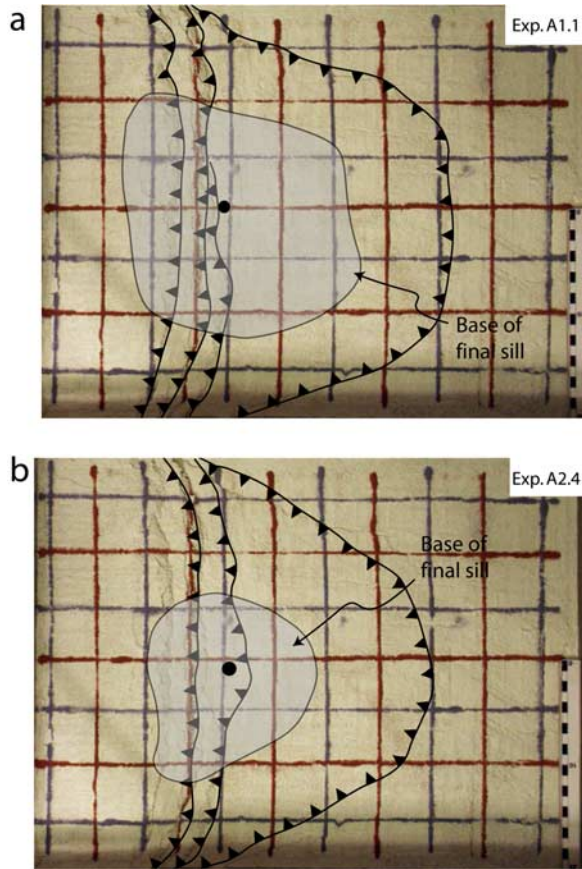 a
Exp. A1.1
Base of
final sill
b
Exp. A2.4
Base of
final sill